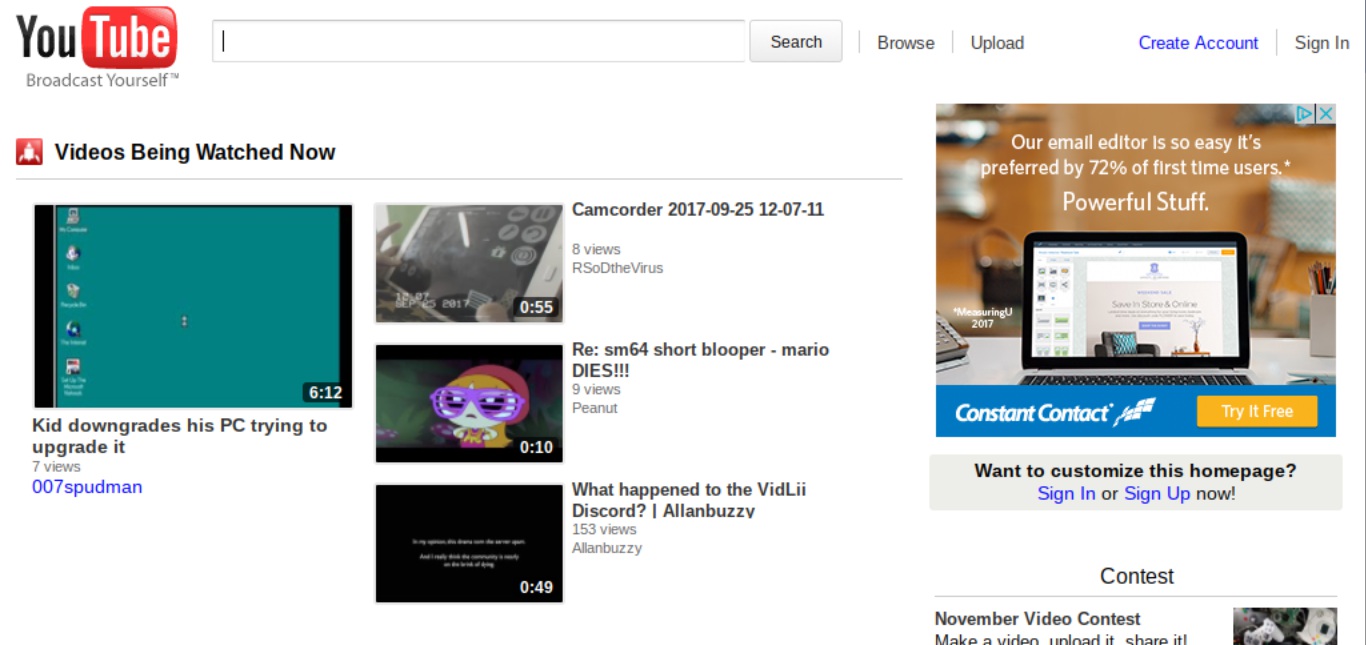 YouTube
Broadcast Yourself™
Search
Browse
Upload
Create Account
Sign In
Videos Being Watched Now
My Computer
Inbox
Recycle Bin
The Internet
Set Up The
Microsoft
Network
6:12
Kid downgrades his PC trying to
upgrade it
7 views
007spudman
12:07
SEP 25 2017
0:55
Camcorder 2017-09-25 12-07-11
8 views
RSoDtheVirus
0:10
Re: sm64 short blooper - mario
DIES!!!
9 views
Peanut
In my opinion, this drama tore the server apart.
And I really think the community is nearly
on the brink of dying.
0:49
What happened to the VidLii
Discord? | Allanbuzzy
153 views
Allanbuzzy
Our email editor is so easy it's
preferred by 72% of first time users.*
Powerful Stuff.
Save In Store & Online
*MeasuringU
2017
Constant Contact
Try It Free
Want to customize this homepage?
Sign In or Sign Up now!
Contest
November Video Contest
Make a video, upload it, share it!